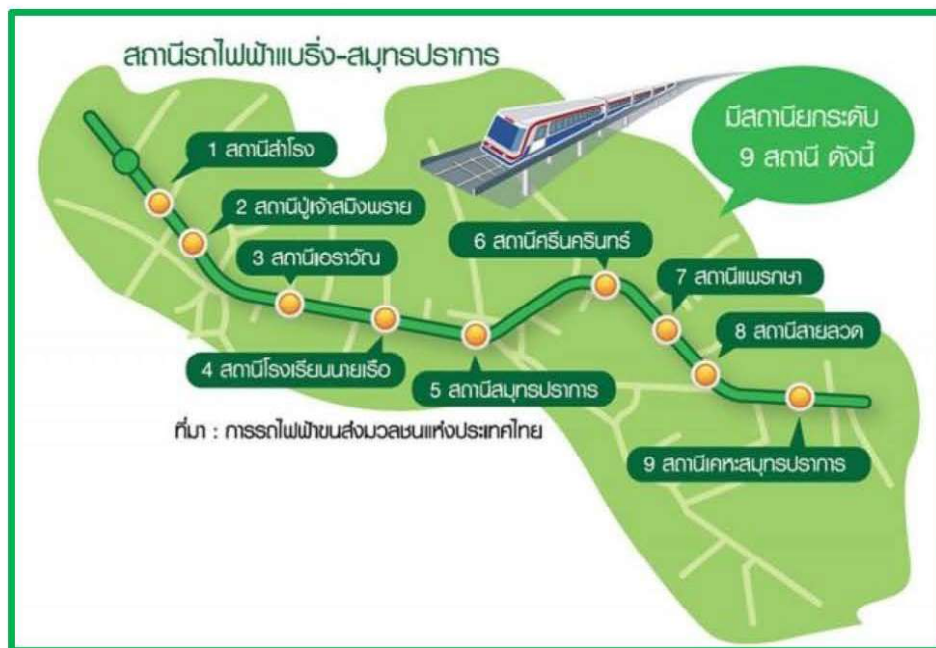 สถานีรถไฟฟ้าแบริ่ง-สมุทรปราการ
มีสถานียกระดับ
9 สถานี ดังนี้
1 สถานีสำโรง
2 สถานีปู่เจ้าสมิงพราย
3 สถานีเอราวัณ
4 สถานีโรงเรียนนายเรือ
5 สถานีสมุทรปราการ
6 สถานีศรีนครินทร์
7 สถานีแพรกษา
8 สถานีสายลวด
9 สถานีเคหะสมุทรปราการ
ที่มา : การรถไฟฟ้าขนส่งมวลชนแห่งประเทศไทย